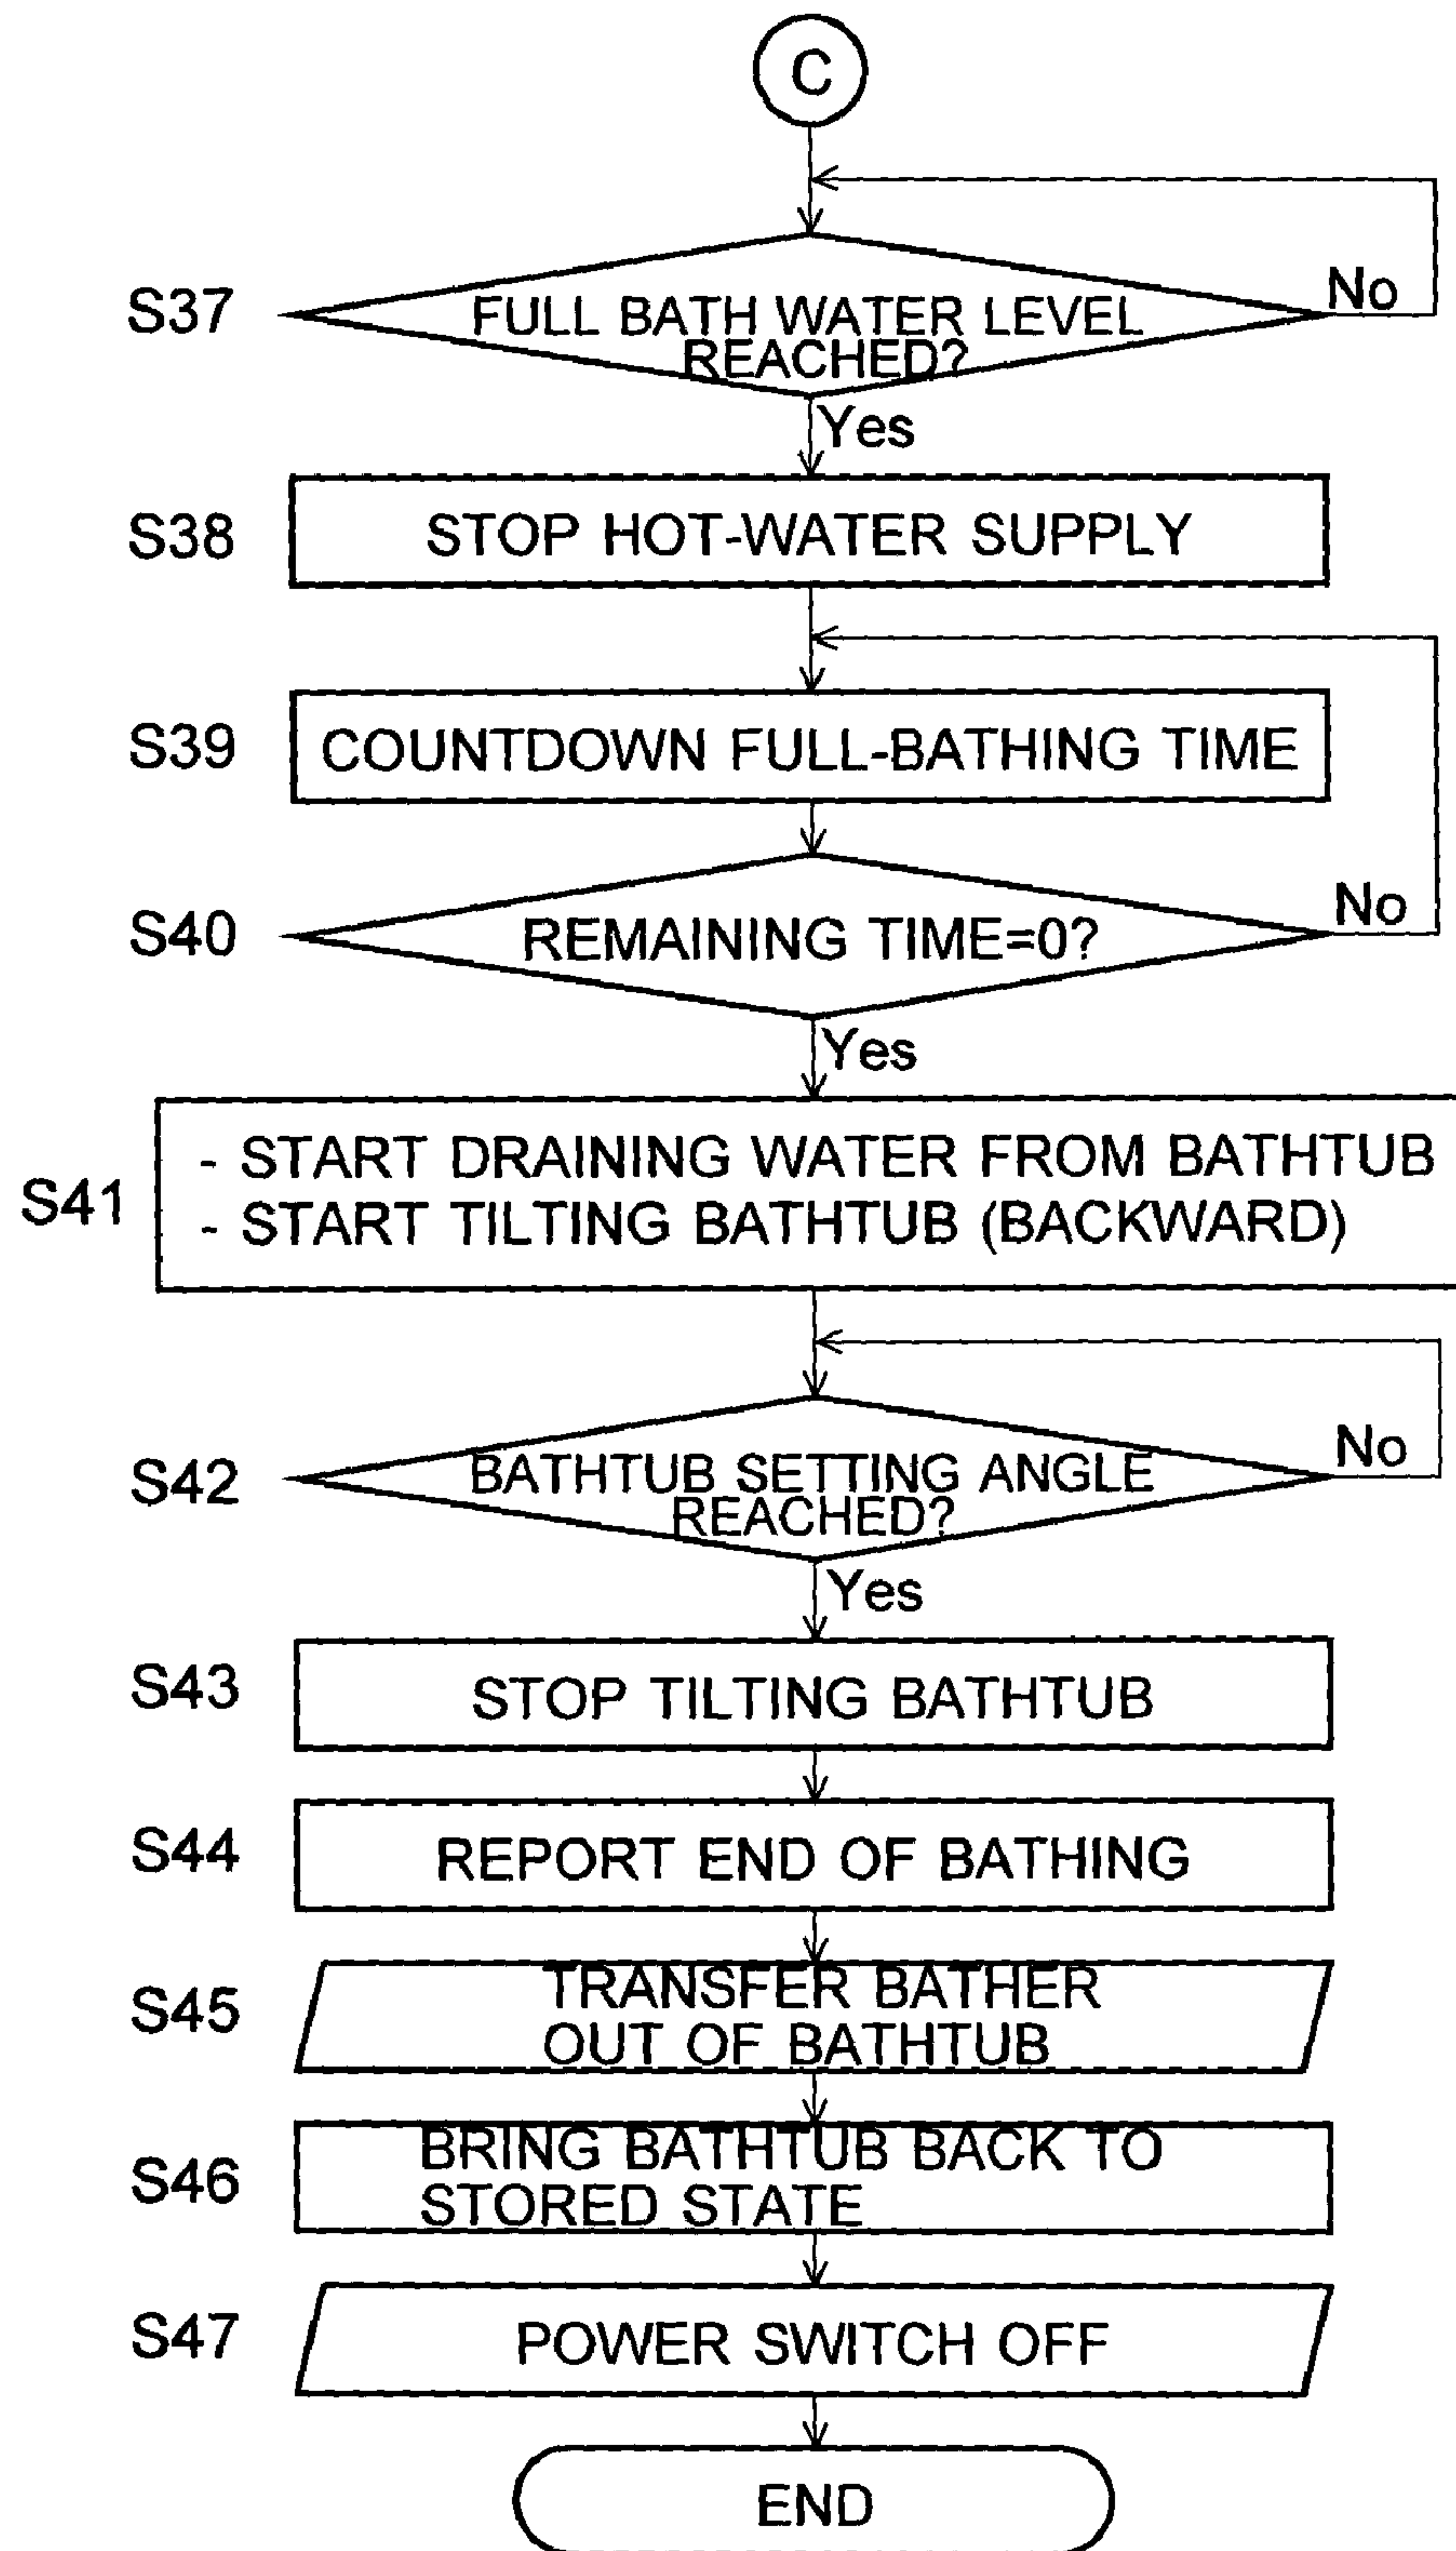 C
No
S37
FULL BATH WATER LEVEL
REACHED?
Yes
S38
STOP HOT-WATER SUPPLY
S39
COUNTDOWN FULL-BATHING TIME
No
S40
REMAINING TIME=0?
Yes
S41
- START DRAINING WATER FROM BATHTUB
- START TILTING BATHTUB (BACKWARD)
No
S42
BATHTUB SETTING ANGLE
REACHED?
Yes
S43
STOP TILTING BATHTUB
S44
REPORT END OF BATHING
S45
TRANSFER BATHER
OUT OF BATHTUB
S46
BRING BATHTUB BACK TO
STORED STATE
S47
POWER SWITCH OFF
END